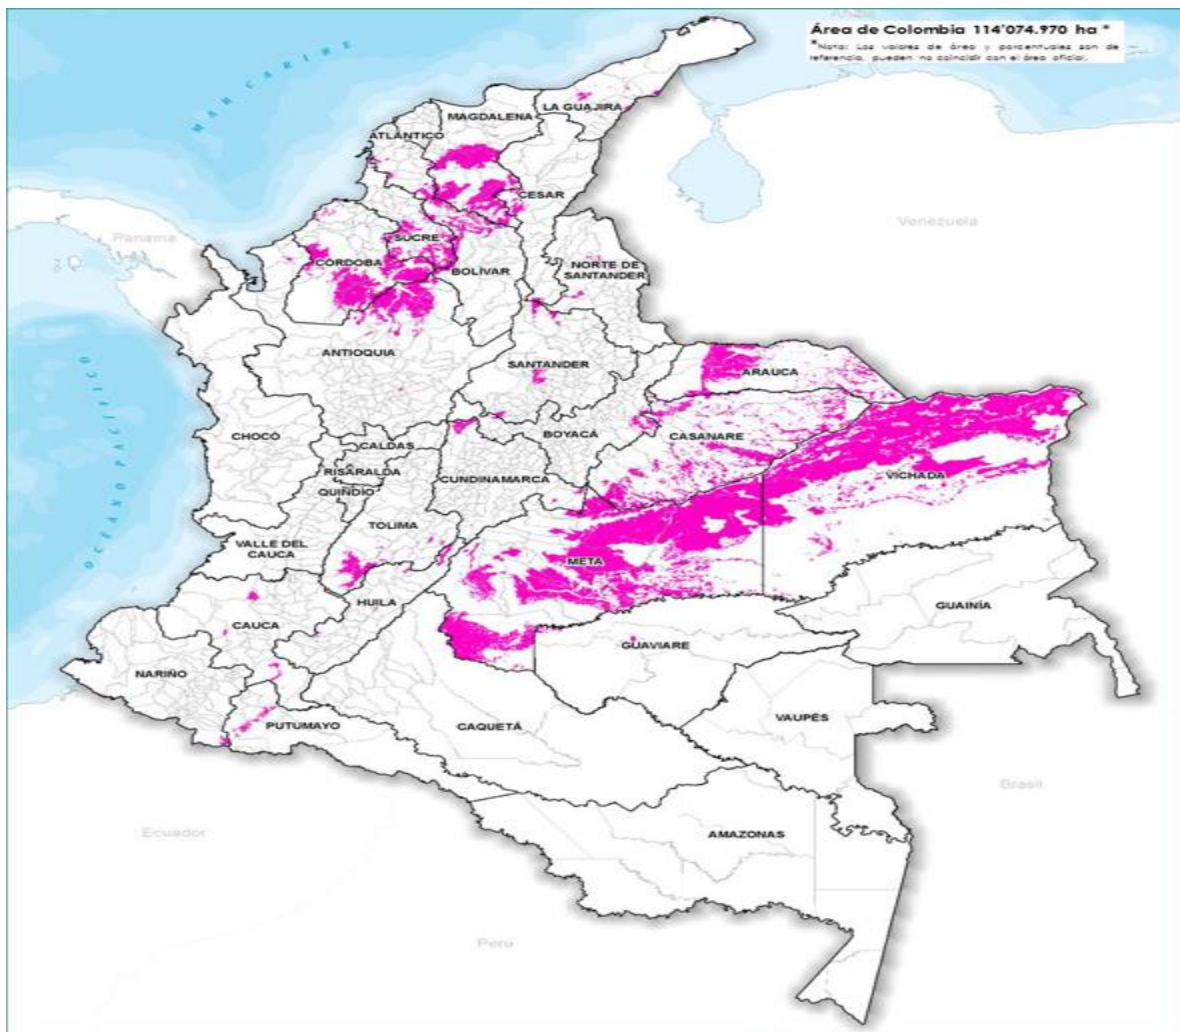 Área de Colombia 114'074.970 ha *
*Nota: Los valores de área y porcentuales son de
referencia, pueden no coincidir con el área oficial.
MAR CARIBE
LA GUAJIRA
MAGDALENA
ATLÁNTICO
CESAR
Venezuela
Panama
SUCRE
CÓRDOBA
BOLÍVAR
NORTE DE
SANTANDER
ANTIOQUIA
SANTANDER
ARAUCA
OCÉANO PACÍFICO
CHOCÓ
BOYACÁ
CASANARE
CALDAS
RISARALDA
CUNDINAMARCA
VICHADA
QUINDÍO
TOLIMA
VALLE DEL
CAUCA
META
HUILA
GUAINÍA
CAUCA
GUAVIARE
NARIÑO
VAUPÉS
PUTUMAYO
CAQUETÁ
Brasil
Ecuador
AMAZONAS
Perú